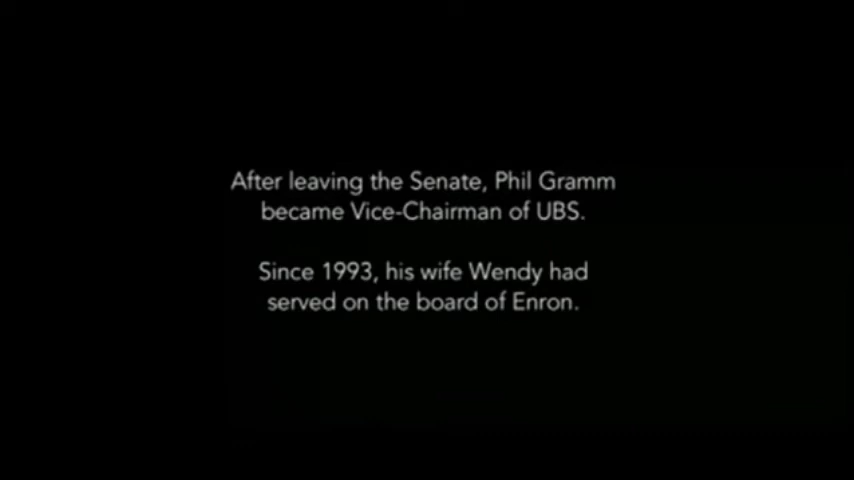 After leaving the Senate, Phil Gramm
became Vice-Chairman of UBS.
Since 1993, his wife Wendy had
served on the board of Enron.